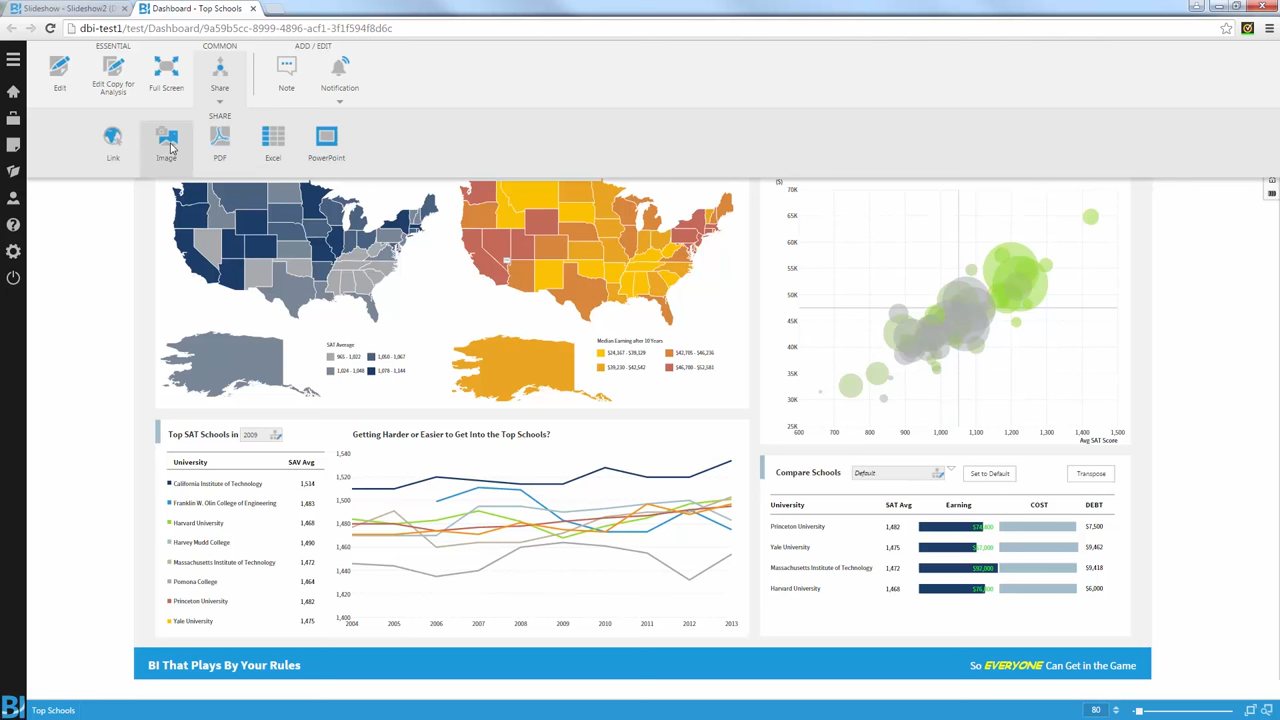 Slideshow - Slideshow2 (D
Dashboard - Top Schools
dbi-test1/test/Dashboard/9a59b5cc-8999-4896-acf1-3f1f594f8d6c
ESSENTIAL
COMMON
ADD / EDIT
Edit
Edit Copy for
Analysis
Full Screen
Share
Note
Notification
SHARE
Link
Image
PDF
Excel
PowerPoint
SAT Average
965 - 1,022
1,050 - 1,067
1,024 - 1,048
1,078 - 1,144
Median Earning after 10 Years
$24,167 - $39,129
$42,705 - $46,236
$39,230 - $42,542
$46,700 - $52,581
($)
70K
65K
60K
55K
50K
45K
40K
35K
30K
25K
600
700
800
900
1,000
1,100
1,200
1,300
1,400
1,500
Avg SAT Score
Top SAT Schools in 2009
University SAV Avg
California Institute of Technology 1,514
Franklin W. Olin College of Engineering 1,483
Harvard University 1,468
Harvey Mudd College 1,490
Massachusetts Institute of Technology 1,472
Pomona College 1,464
Princeton University 1,482
Yale University 1,475
Getting Harder or Easier to Get Into the Top Schools?
1,540
1,520
1,500
1,480
1,460
1,440
1,420
1,400
2004 2005 2006 2007 2008 2009 2010 2011 2012 2013
Compare Schools Default Set to Default Transpose
University SAT Avg Earning COST DEBT
Princeton University 1,482 $7,500
Yale University 1,475 $9,462
Massachusetts Institute of Technology 1,472 $92,000 $9,418
Harvard University 1,468 $6,000
BI That Plays By Your Rules
So EVERYONE Can Get in the Game
BI Top Schools
80